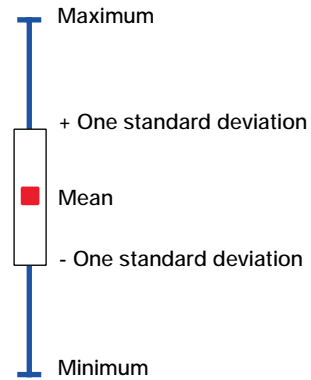 Maximum
+ One standard deviation
Mean
- One standard deviation
Minimum